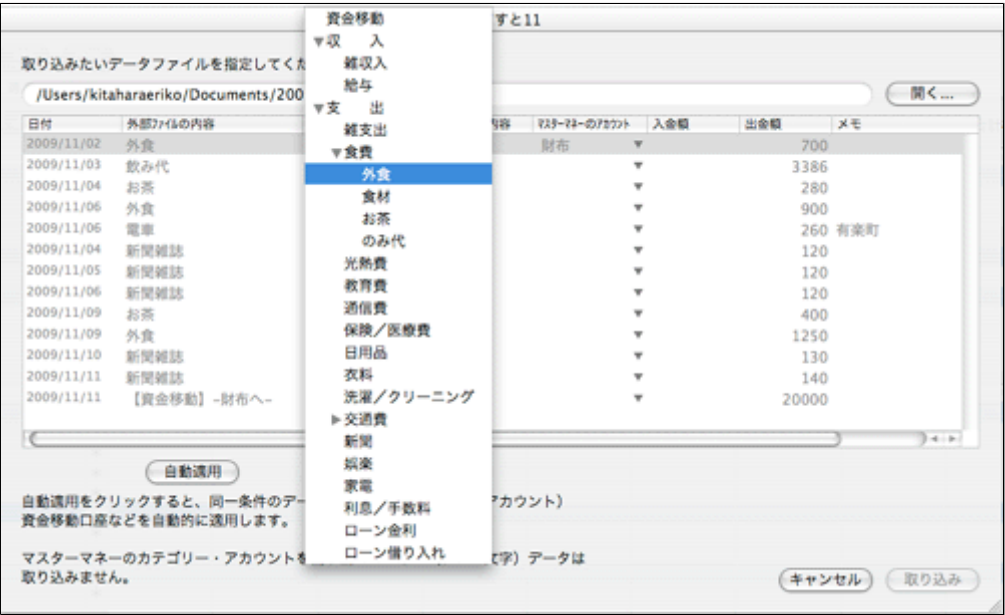 すと11
資金移動
▼収　入
雑収入
給与
▼支　出
雑支出
▼食費
外食
食材
お茶
のみ代
光熱費
教育費
通信費
保険／医療費
日用品
衣料
洗濯／クリーニング
▶交通費
新聞
娯楽
家電
利息／手数料
ローン金利
ローン借り入れ
取り込みたいデータファイルを指定してくだ
/Users/kitaharaeriko/Documents/200
開く...
日付 外部ファイルの内容 内容 マスターマネーのアカウント 入金額 出金額 メモ
2009/11/02 外食 財布 ▼ 700
2009/11/03 飲み代 ▼ 3386
2009/11/04 お茶 ▼ 280
2009/11/06 外食 ▼ 900
2009/11/06 電車 ▼ 260 有楽町
2009/11/04 新聞雑誌 ▼ 120
2009/11/05 新聞雑誌 ▼ 120
2009/11/06 新聞雑誌 ▼ 120
2009/11/09 お茶 ▼ 400
2009/11/09 外食 ▼ 1250
2009/11/10 新聞雑誌 ▼ 130
2009/11/11 新聞雑誌 ▼ 140
2009/11/11 【資金移動】-財布へ- ▼ 20000
自動適用
自動適用をクリックすると、同一条件のデー アカウント）
資金移動口座などを自動的に適用します。
マスターマネーのカテゴリー・アカウントを 文字）データは
取り込みません。
キャンセル 取り込み